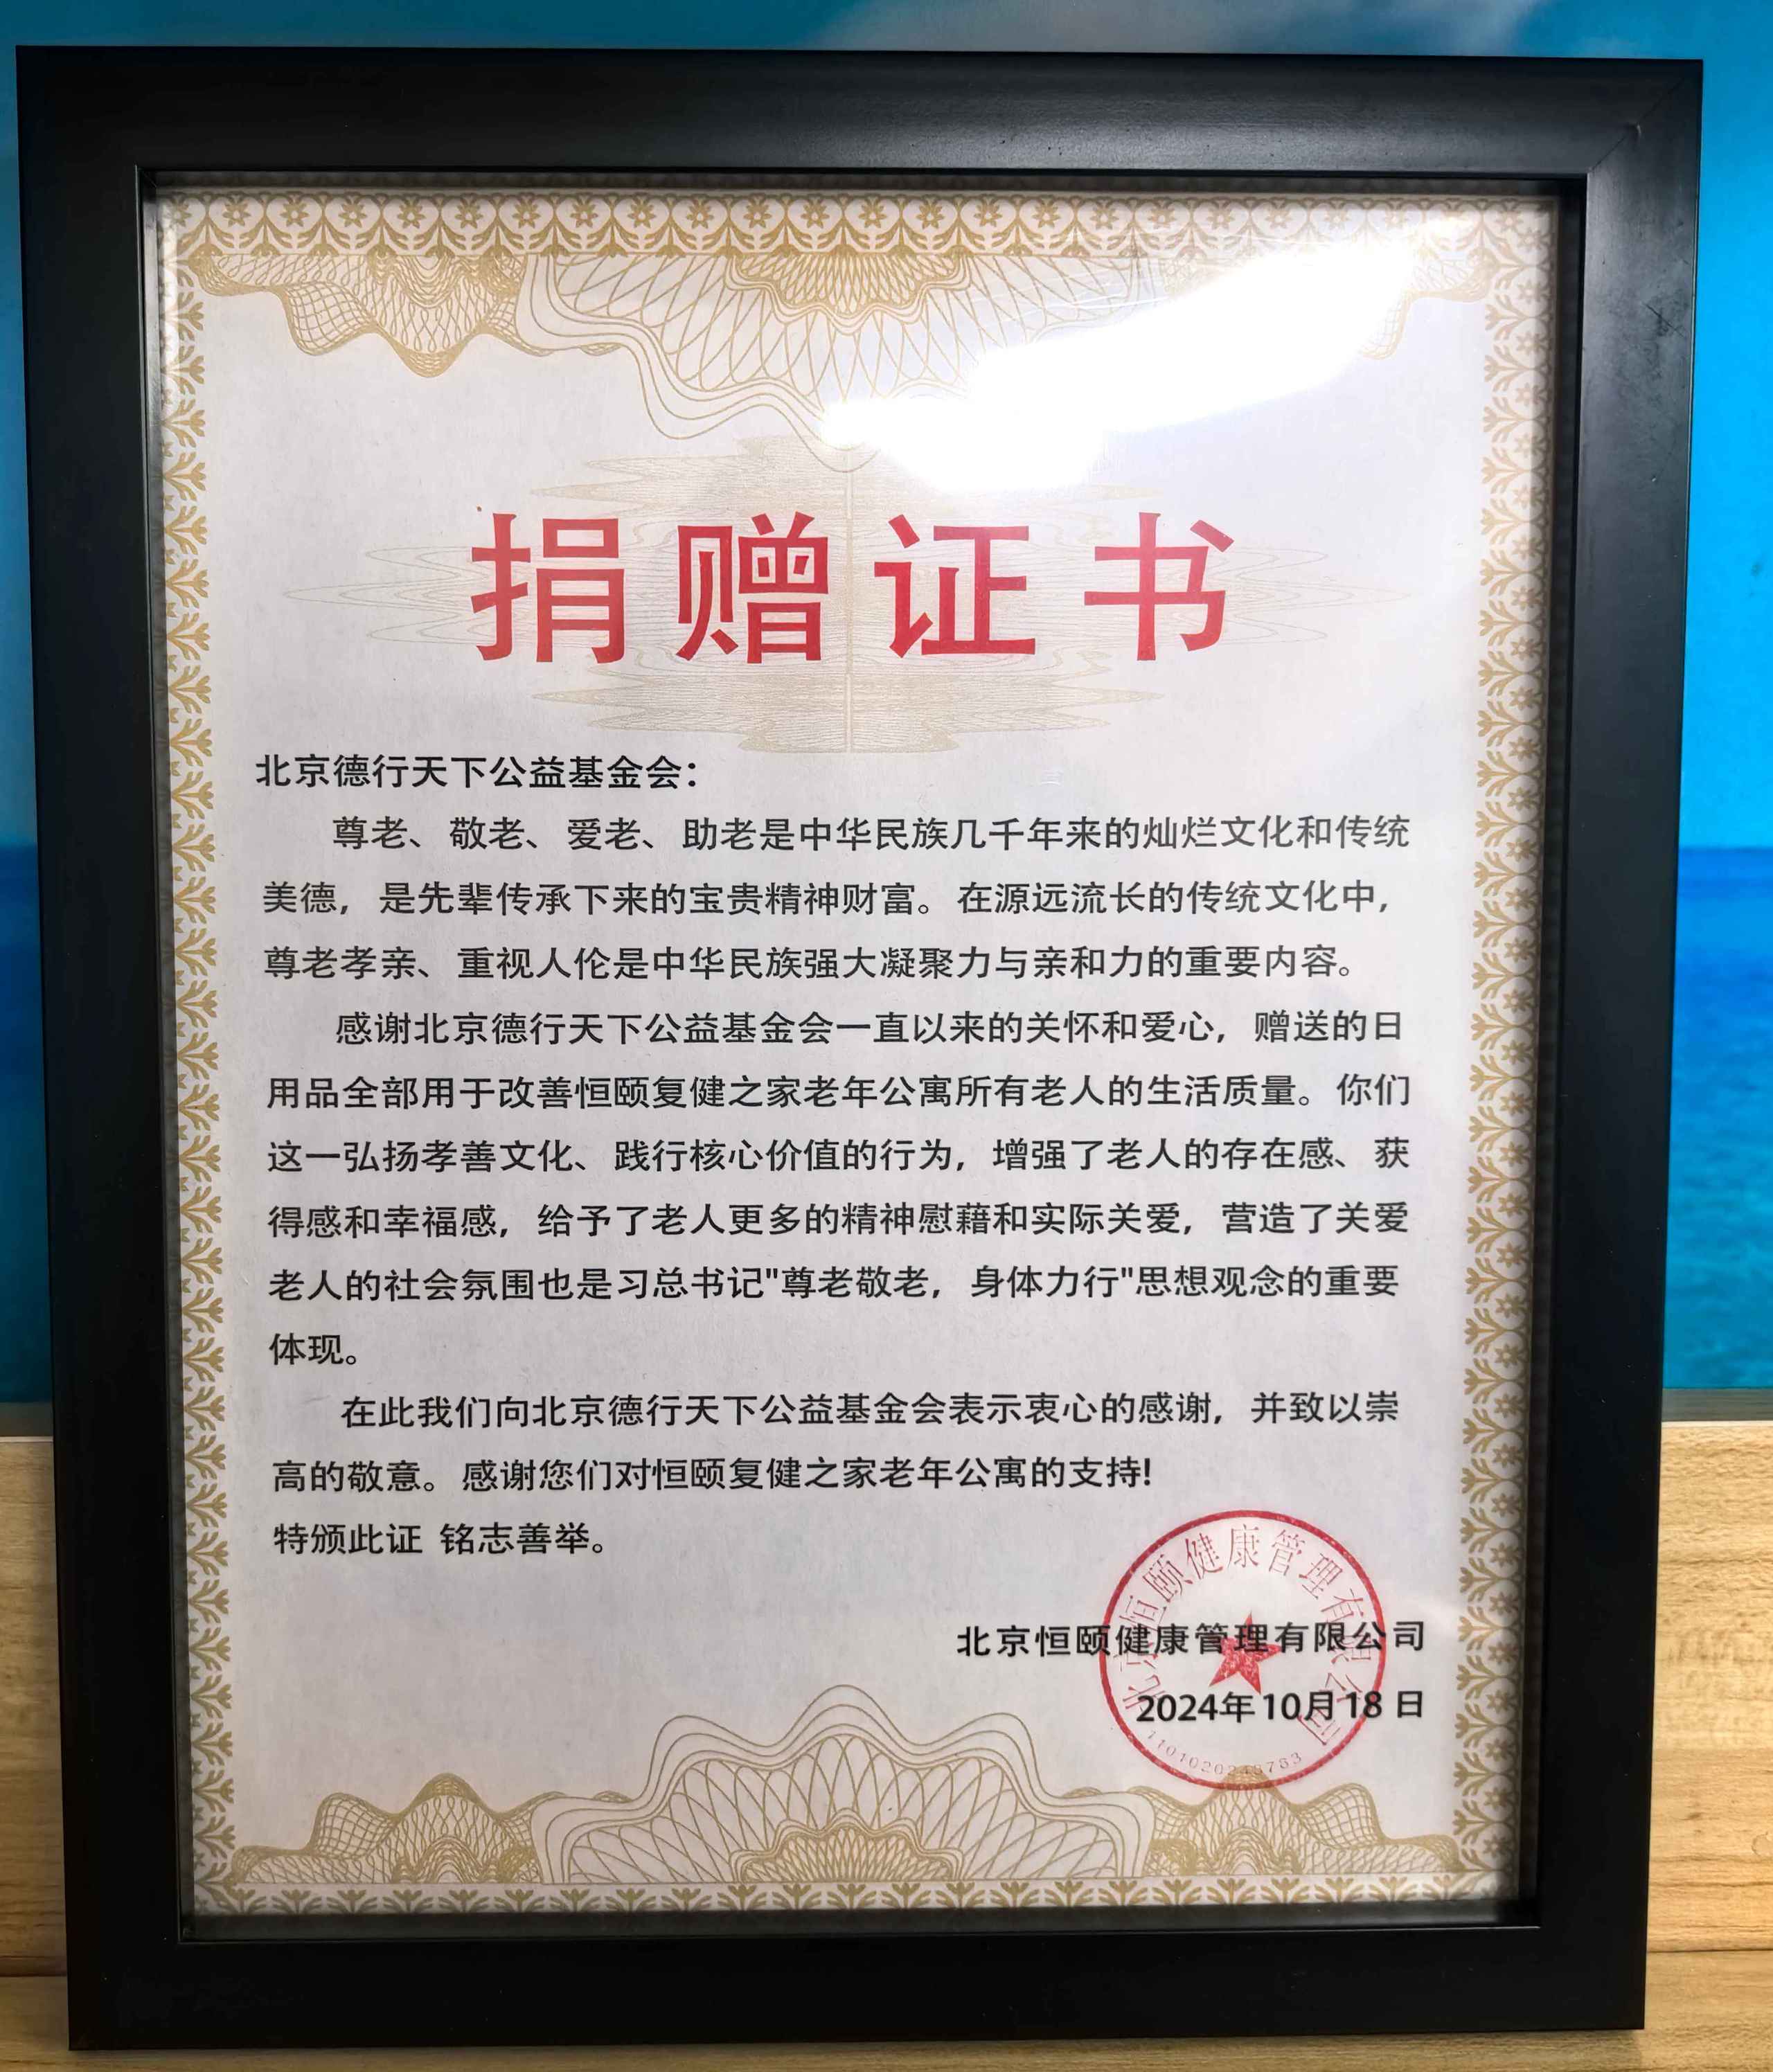 捐赠证书
北京德行天下公益基金会：
尊老、敬老、爱老、助老是中华民族几千年来的灿烂文化和传统
美德，是先辈传承下来的宝贵精神财富。在源远流长的传统文化中，
尊老孝亲、重视人伦是中华民族强大凝聚力与亲和力的重要内容。
感谢北京德行天下公益基金会一直以来的关怀和爱心，赠送的日
用品全部用于改善恒颐复健之家老年公寓所有老人的生活质量。你们
这一弘扬孝善文化、践行核心价值的行为，增强了老人的存在感、获
得感和幸福感，给予了老人更多的精神慰藉和实际关爱，营造了关爱
老人的社会氛围也是习总书记"尊老敬老，身体力行"思想观念的重要
体现。
在此我们向北京德行天下公益基金会表示衷心的感谢，并致以崇
高的敬意。感谢您们对恒颐复健之家老年公寓的支持!
特颁此证 铭志善举。
北京恒颐健康管理有限公司
2024年10月18日
北京恒颐健康管理有限公司